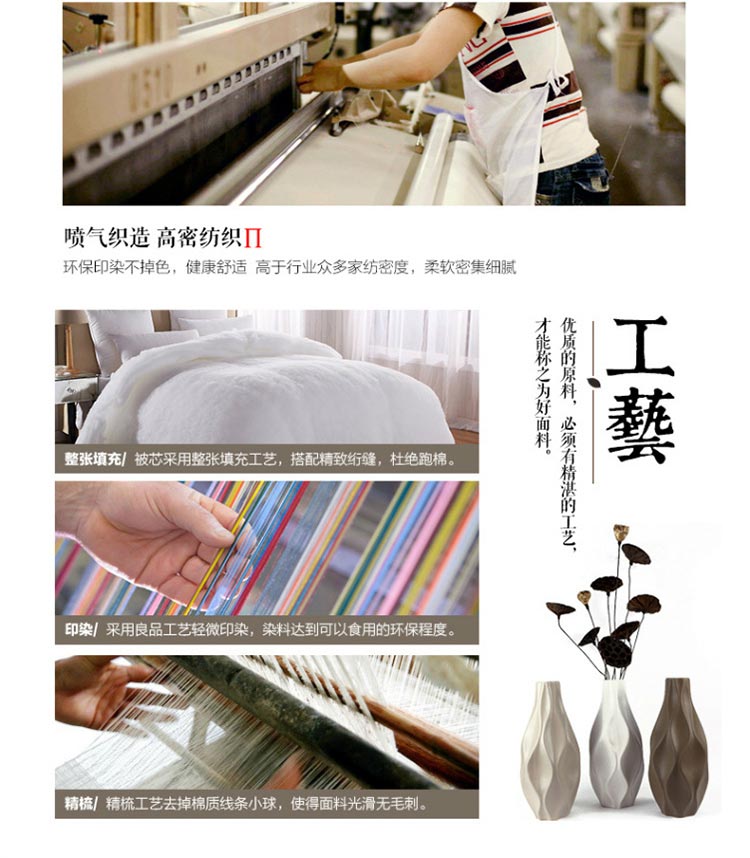 0510
喷气织造 高密纺织∏
环保印染不掉色，健康舒适 高于行业众多家纺密度，柔软密集细腻
工藝
优质的原料，必须有精湛的工艺，
才能称之为好面料。
整张填充/ 被芯采用整张填充工艺，搭配精致绗缝，杜绝跑棉。
印染/ 采用良品工艺轻微印染，染料达到可以食用的环保程度。
精梳/ 精梳工艺去掉棉质线条小球，使得面料光滑无毛刺。